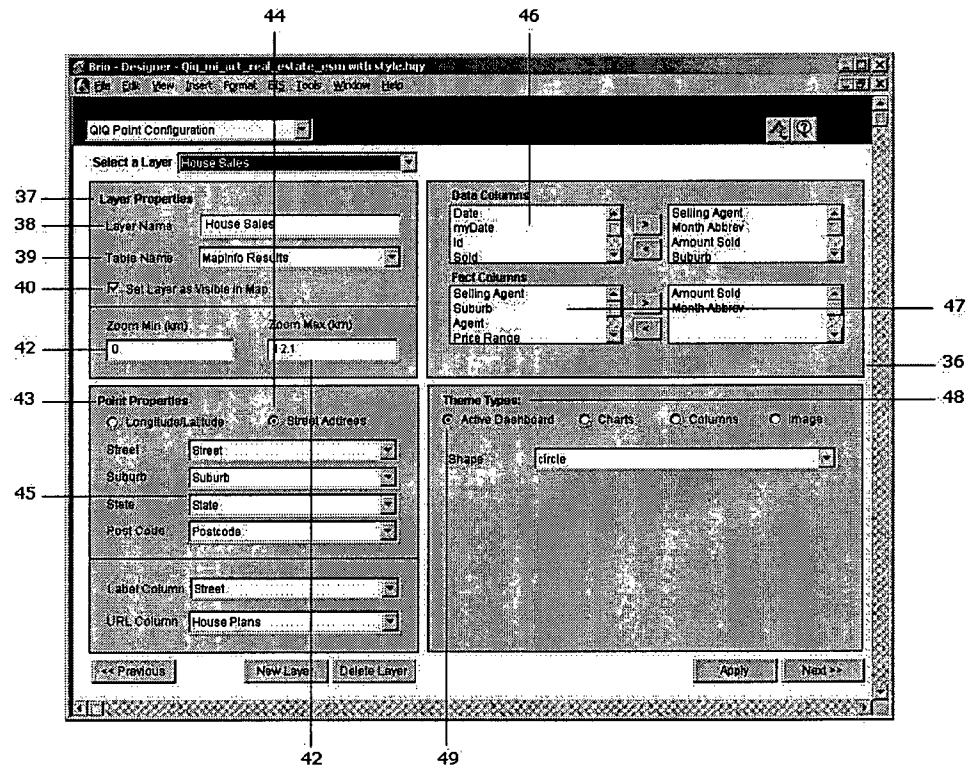 44 46
Brio - Designer - Qiq_mi_urt_real_estate_esm with style.bqy
File Edit View Insert Format EIS Tools Window Help
QIQ Point Configuration
Select a Layer House Sales
37 Layer Properties
38 Layer Name House Sales
39 Table Name MapInfo Results
40 Set Layer as Visible in Map
Zoom Min (km) Zoom Max (km)
42 0 12.1
Data Columns
Date
myDate
Id
Sold
>
<
Selling Agent
Month Abbrev
Amount Sold
Suburb
Fact Columns
Selling Agent
Suburb
Agent
Price Range
>
<
Amount Sold
Month Abbrev
47
36
43 Point Properties
Longitude/Latitude Street Address
Street Street
Suburb Suburb
45 State State
Post Code Postcode
Label Column Street
URL Column House Plans
Theme Types: 48
Active Dashboard Charts Columns Image
Shape circle
<< Previous New Layer Delete Layer Apply Next >>
42 49